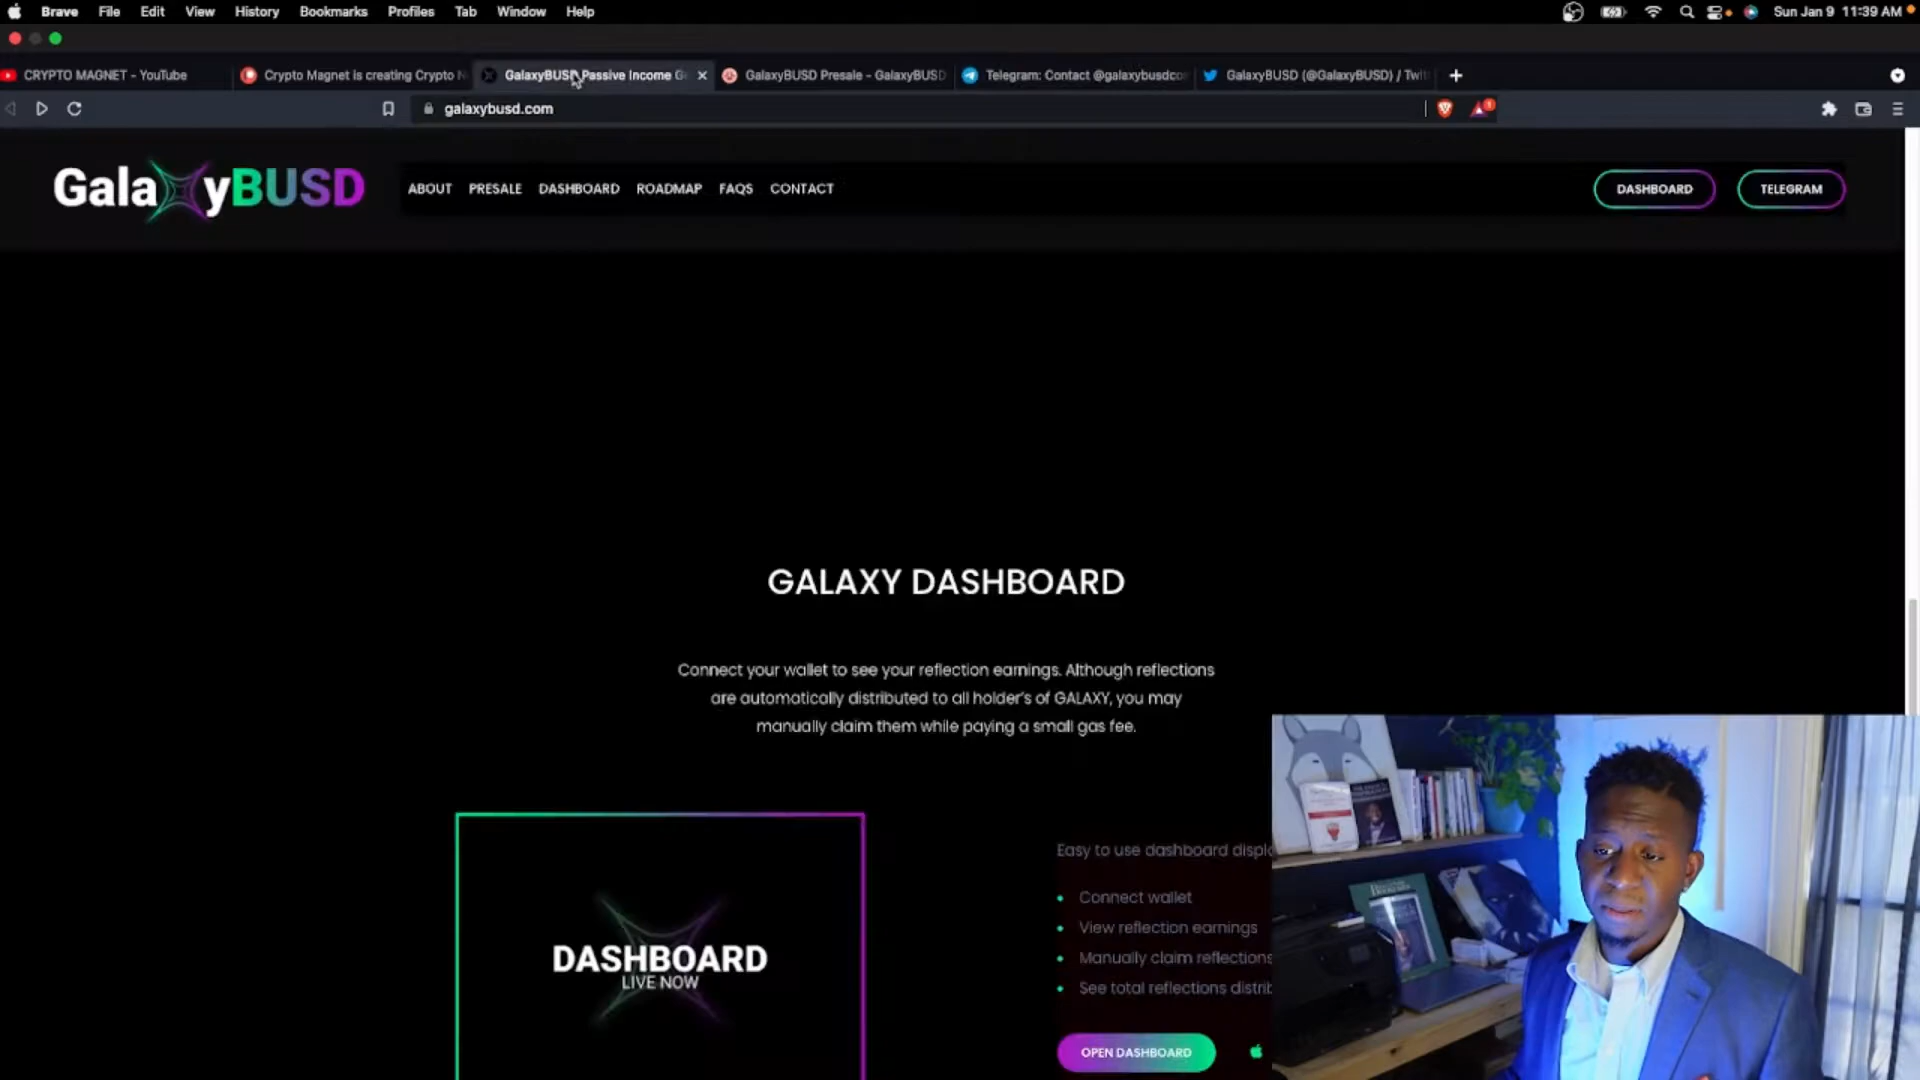 Brave File Edit View History Bookmarks Profiles Tab Window Help Sun Jan 9 11:39 AM
CRYPTO MAGNET - YouTube Crypto Magnet is creating Crypto N GalaxyBUSD Passive Income G GalaxyBUSD Presale - GalaxyBUSD Telegram: Contact @galaxybusdco GalaxyBUSD (@GalaxyBUSD) / Twit
galaxybusd.com 1
GalaxyBUSD ABOUT PRESALE DASHBOARD ROADMAP FAQS CONTACT DASHBOARD TELEGRAM
GALAXY DASHBOARD
Connect your wallet to see your reflection earnings. Although reflections
are automatically distributed to all holder's of GALAXY, you may
manually claim them while paying a small gas fee.
DASHBOARD
LIVE NOW
Easy to use dashboard displ
Connect wallet
View reflection earnings
Manually claim reflections
See total reflections distrib
OPEN DASHBOARD